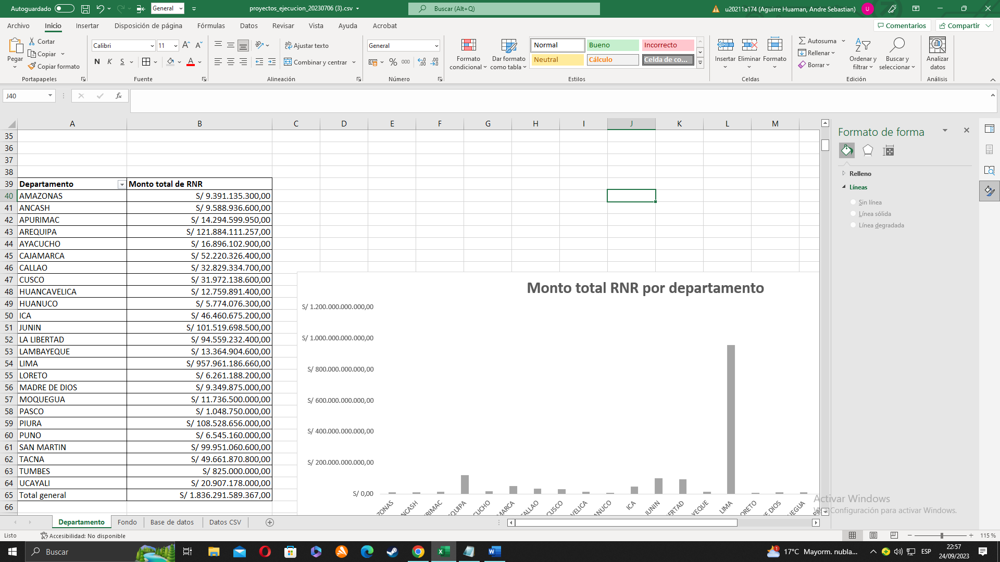 Autoguardado
General
proyectos_ejecucion_20230706 (3).csv
Buscar (Alt+Q)
u20211a174 (Aguirre Huaman, Andre Sebastian)
U
Archivo Inicio Insertar Disposición de página Fórmulas Datos Revisar Vista Ayuda Acrobat
Comentarios Compartir
Pegar
Cortar
Copiar
Copiar formato
Portapapeles
Calibri 11
N K S
Fuente
Ajustar texto
Combinar y centrar
Alineación
General
% 000
Número
Formato condicional
Dar formato como tabla
Normal Bueno Incorrecto
Neutral Cálculo Celda de co...
Estilos
Insertar Eliminar Formato
Celdas
Autosuma
Rellenar
Borrar
Ordenar y filtrar
Buscar y seleccionar
Edición
Analizar datos
Análisis
J40
fx
A B C D E F G H I J K L M
35
36
37
38
39 Departamento Monto total de RNR
40 AMAZONAS S/ 9.391.135.300,00
41 ANCASH S/ 9.588.936.600,00
42 APURIMAC S/ 14.294.599.950,00
43 AREQUIPA S/ 121.884.111.257,00
44 AYACUCHO S/ 16.896.102.900,00
45 CAJAMARCA S/ 52.220.326.400,00
46 CALLAO S/ 32.829.334.700,00
47 CUSCO S/ 31.972.138.600,00
48 HUANCAVELICA S/ 12.759.891.400,00
49 HUANUCO S/ 5.774.076.300,00
50 ICA S/ 46.460.675.200,00
51 JUNIN S/ 101.519.698.500,00
52 LA LIBERTAD S/ 94.559.232.400,00
53 LAMBAYEQUE S/ 13.364.904.600,00
54 LIMA S/ 957.961.186.660,00
55 LORETO S/ 6.261.188.200,00
56 MADRE DE DIOS S/ 9.349.875.000,00
57 MOQUEGUA S/ 11.736.500.000,00
58 PASCO S/ 1.048.750.000,00
59 PIURA S/ 108.528.656.000,00
60 PUNO S/ 6.545.160.000,00
61 SAN MARTIN S/ 99.951.060.600,00
62 TACNA S/ 49.661.870.800,00
63 TUMBES S/ 825.000.000,00
64 UCAYALI S/ 20.907.178.000,00
65 Total general S/ 1.836.291.589.367,00
66
Monto total RNR por departamento
S/ 1.200.000.000.000,00
S/ 1.000.000.000.000,00
S/ 800.000.000.000,00
S/ 600.000.000.000,00
S/ 400.000.000.000,00
S/ 200.000.000.000,00
S/ 0,00
ZONAS NCASH RIMAC QUIPA CUCHO MARCA ALLAO CUSCO VELICA NUCO ICA JUNIN ERTAD YEQUE LIMA ORETO E DIOS EGUA
Formato de forma
Relleno
Líneas
Sin línea
Línea sólida
Línea degradada
Activar Windows
Ve a Configuración para activar Windows.
Departamento Fondo Base de datos Datos CSV
Listo
Accesibilidad: No disponible
115 %
Buscar
17°C Mayorm. nubla...
ESP
22:57
24/09/2023